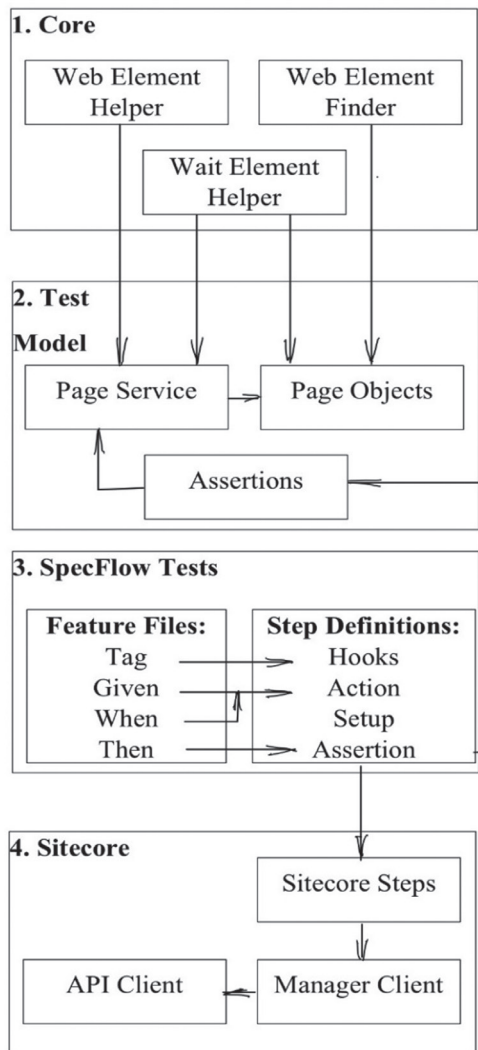 1. Core
Web Element
Helper
Web Element
Finder
Wait Element
Helper
2. Test
Model
Page Service
Page Objects
Assertions
3. SpecFlow Tests
Feature Files:
Tag
Given
When
Then
Step Definitions:
Hooks
Action
Setup
Assertion
4. Sitecore
Sitecore Steps
API Client
Manager Client